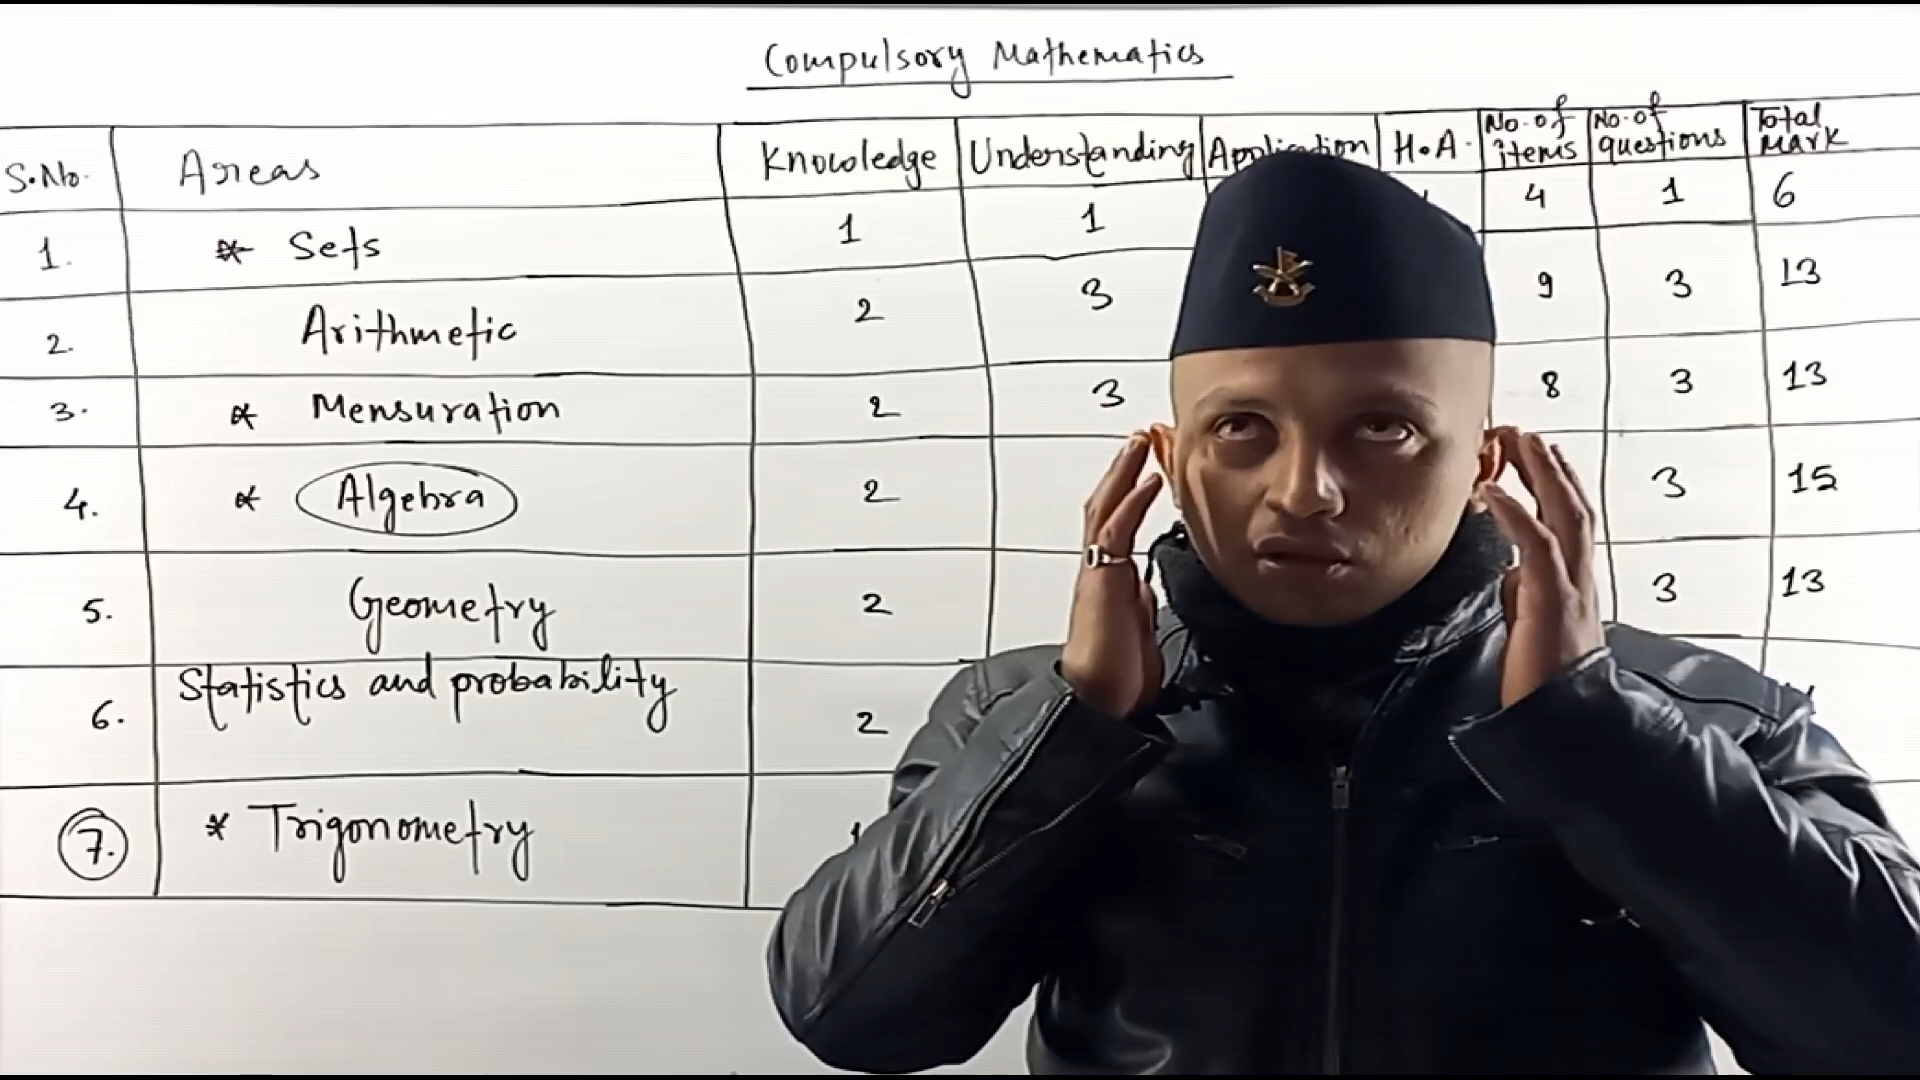 Compulsory Mathematics
S.No. Areas Knowledge Understanding Application H.A. No. of items No. of questions Total Mark
1. * Sets 1 1 4 1 6
2. Arithmetic 2 3 9 3 13
3. * Mensuration 2 3 8 3 13
4. * Algebra 2 3 15
5. Geometry 2 3 13
6. Statistics and probability 2
7. * Trigonometry 1